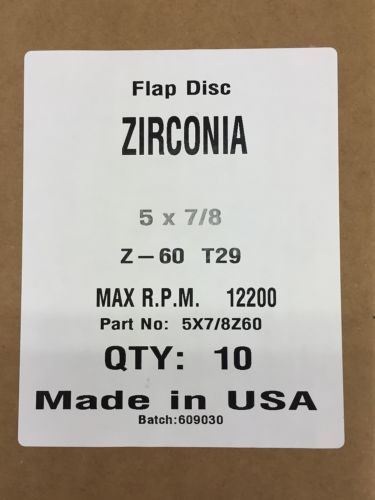 Flap Disc
ZIRCONIA
5 x 7/8
Z-60 T29
MAX R.P.M. 12200
Part No: 5X7/8Z60
QTY: 10
Made in USA
Batch:609030